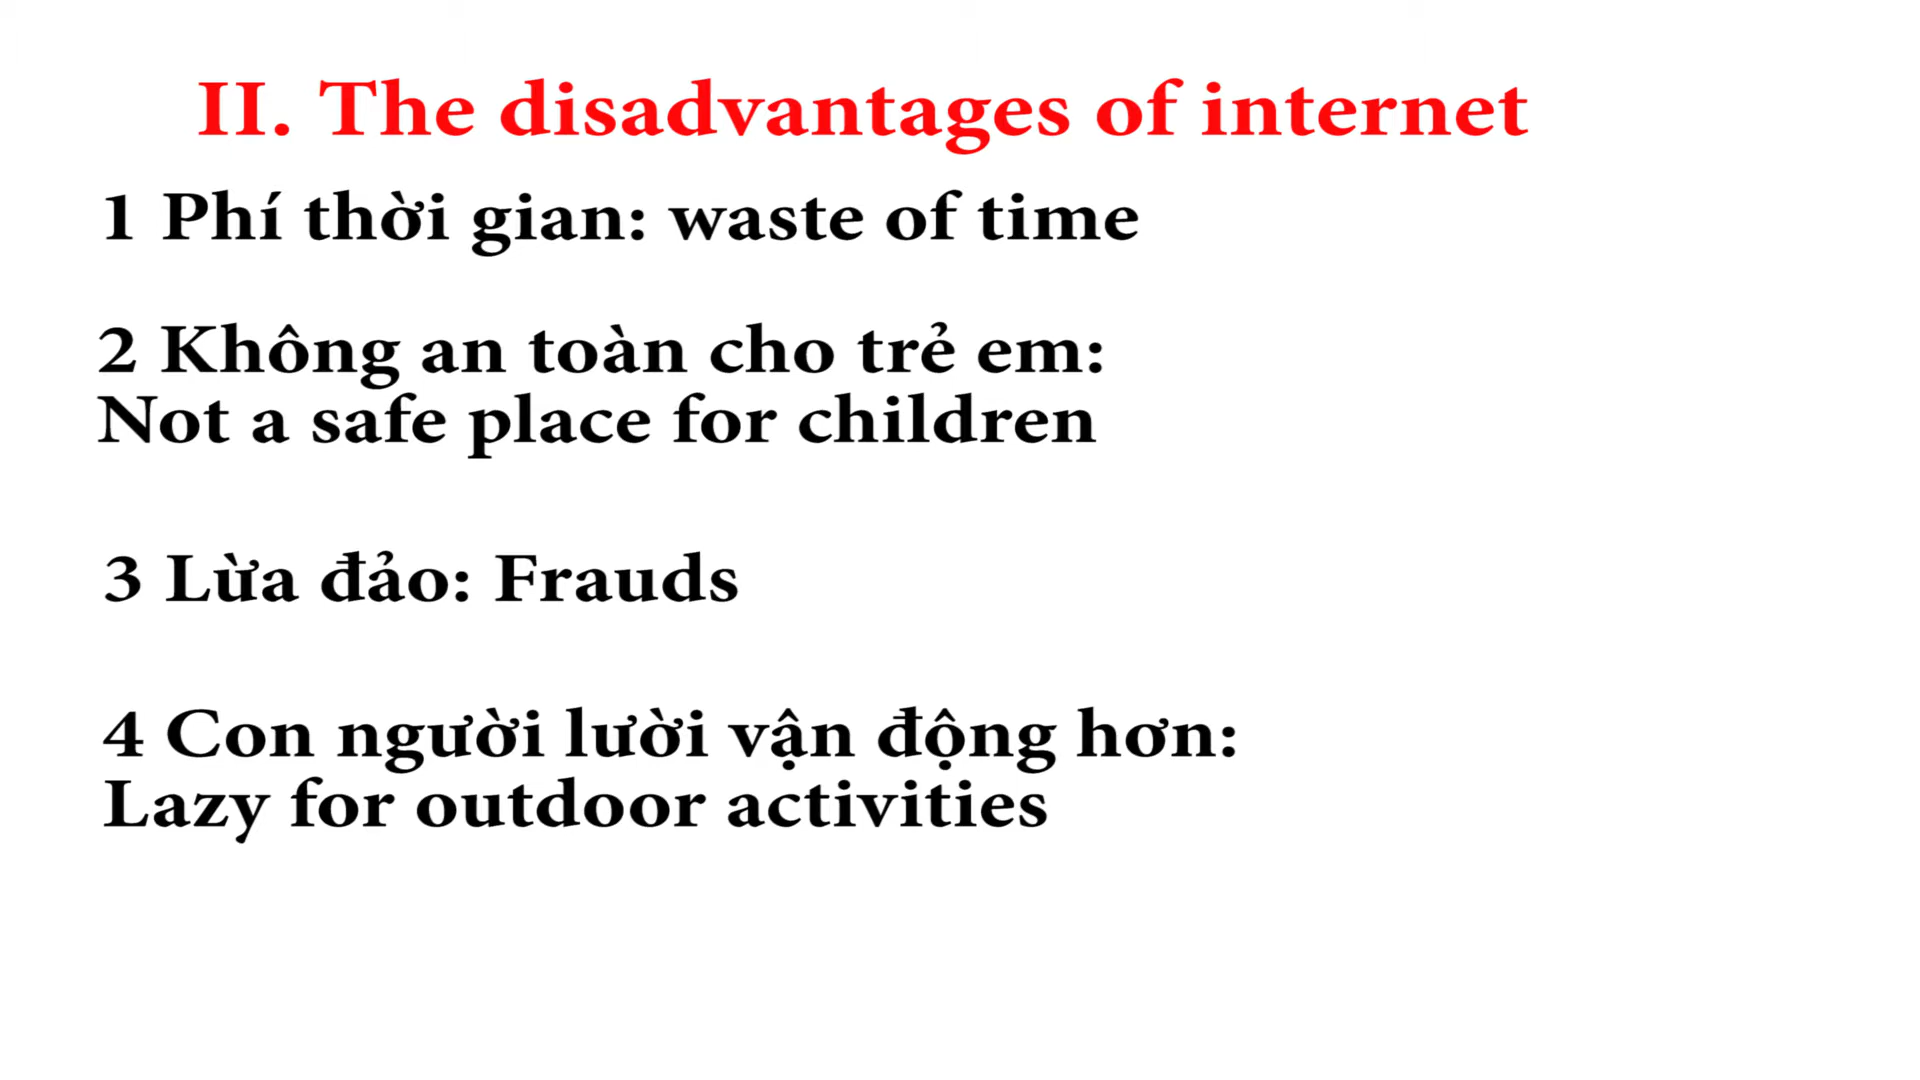 II. The disadvantages of internet
1 Phí thời gian: waste of time
2 Không an toàn cho trẻ em:
Not a safe place for children
3 Lừa đảo: Frauds
4 Con người lười vận động hơn:
Lazy for outdoor activities